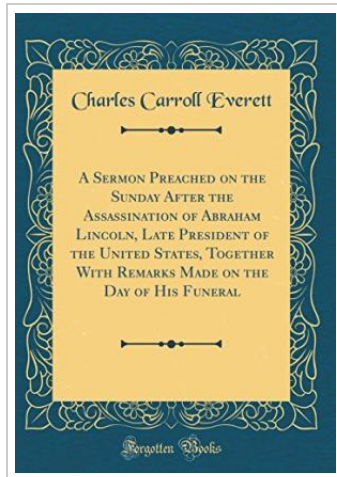 Charles Carroll Everett
A Sermon Preached on the
Sunday After the
Assassination of Abraham
Lincoln, Late President of
the United States, Together
With Remarks Made on the
Day of His Funeral
Forgotten Books